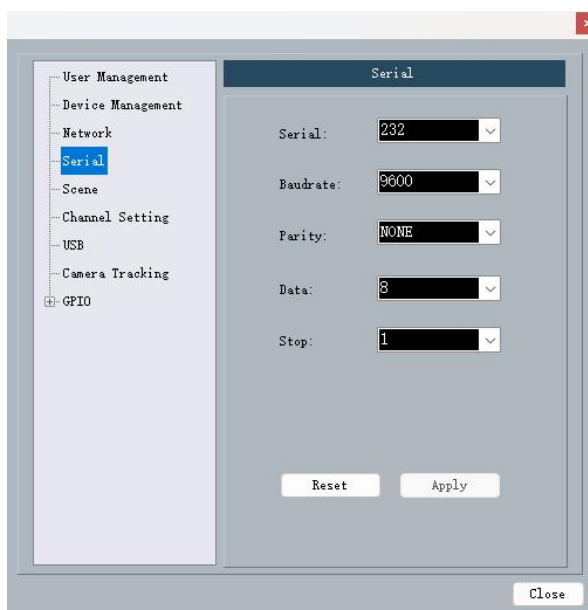 User Management
Device Management
Network
Serial
Scene
Channel Setting
USB
Camera Tracking
GPIO
Serial
Serial: 232
Baudrate: 9600
Parity: NONE
Data: 8
Stop: 1
Reset Apply
Close